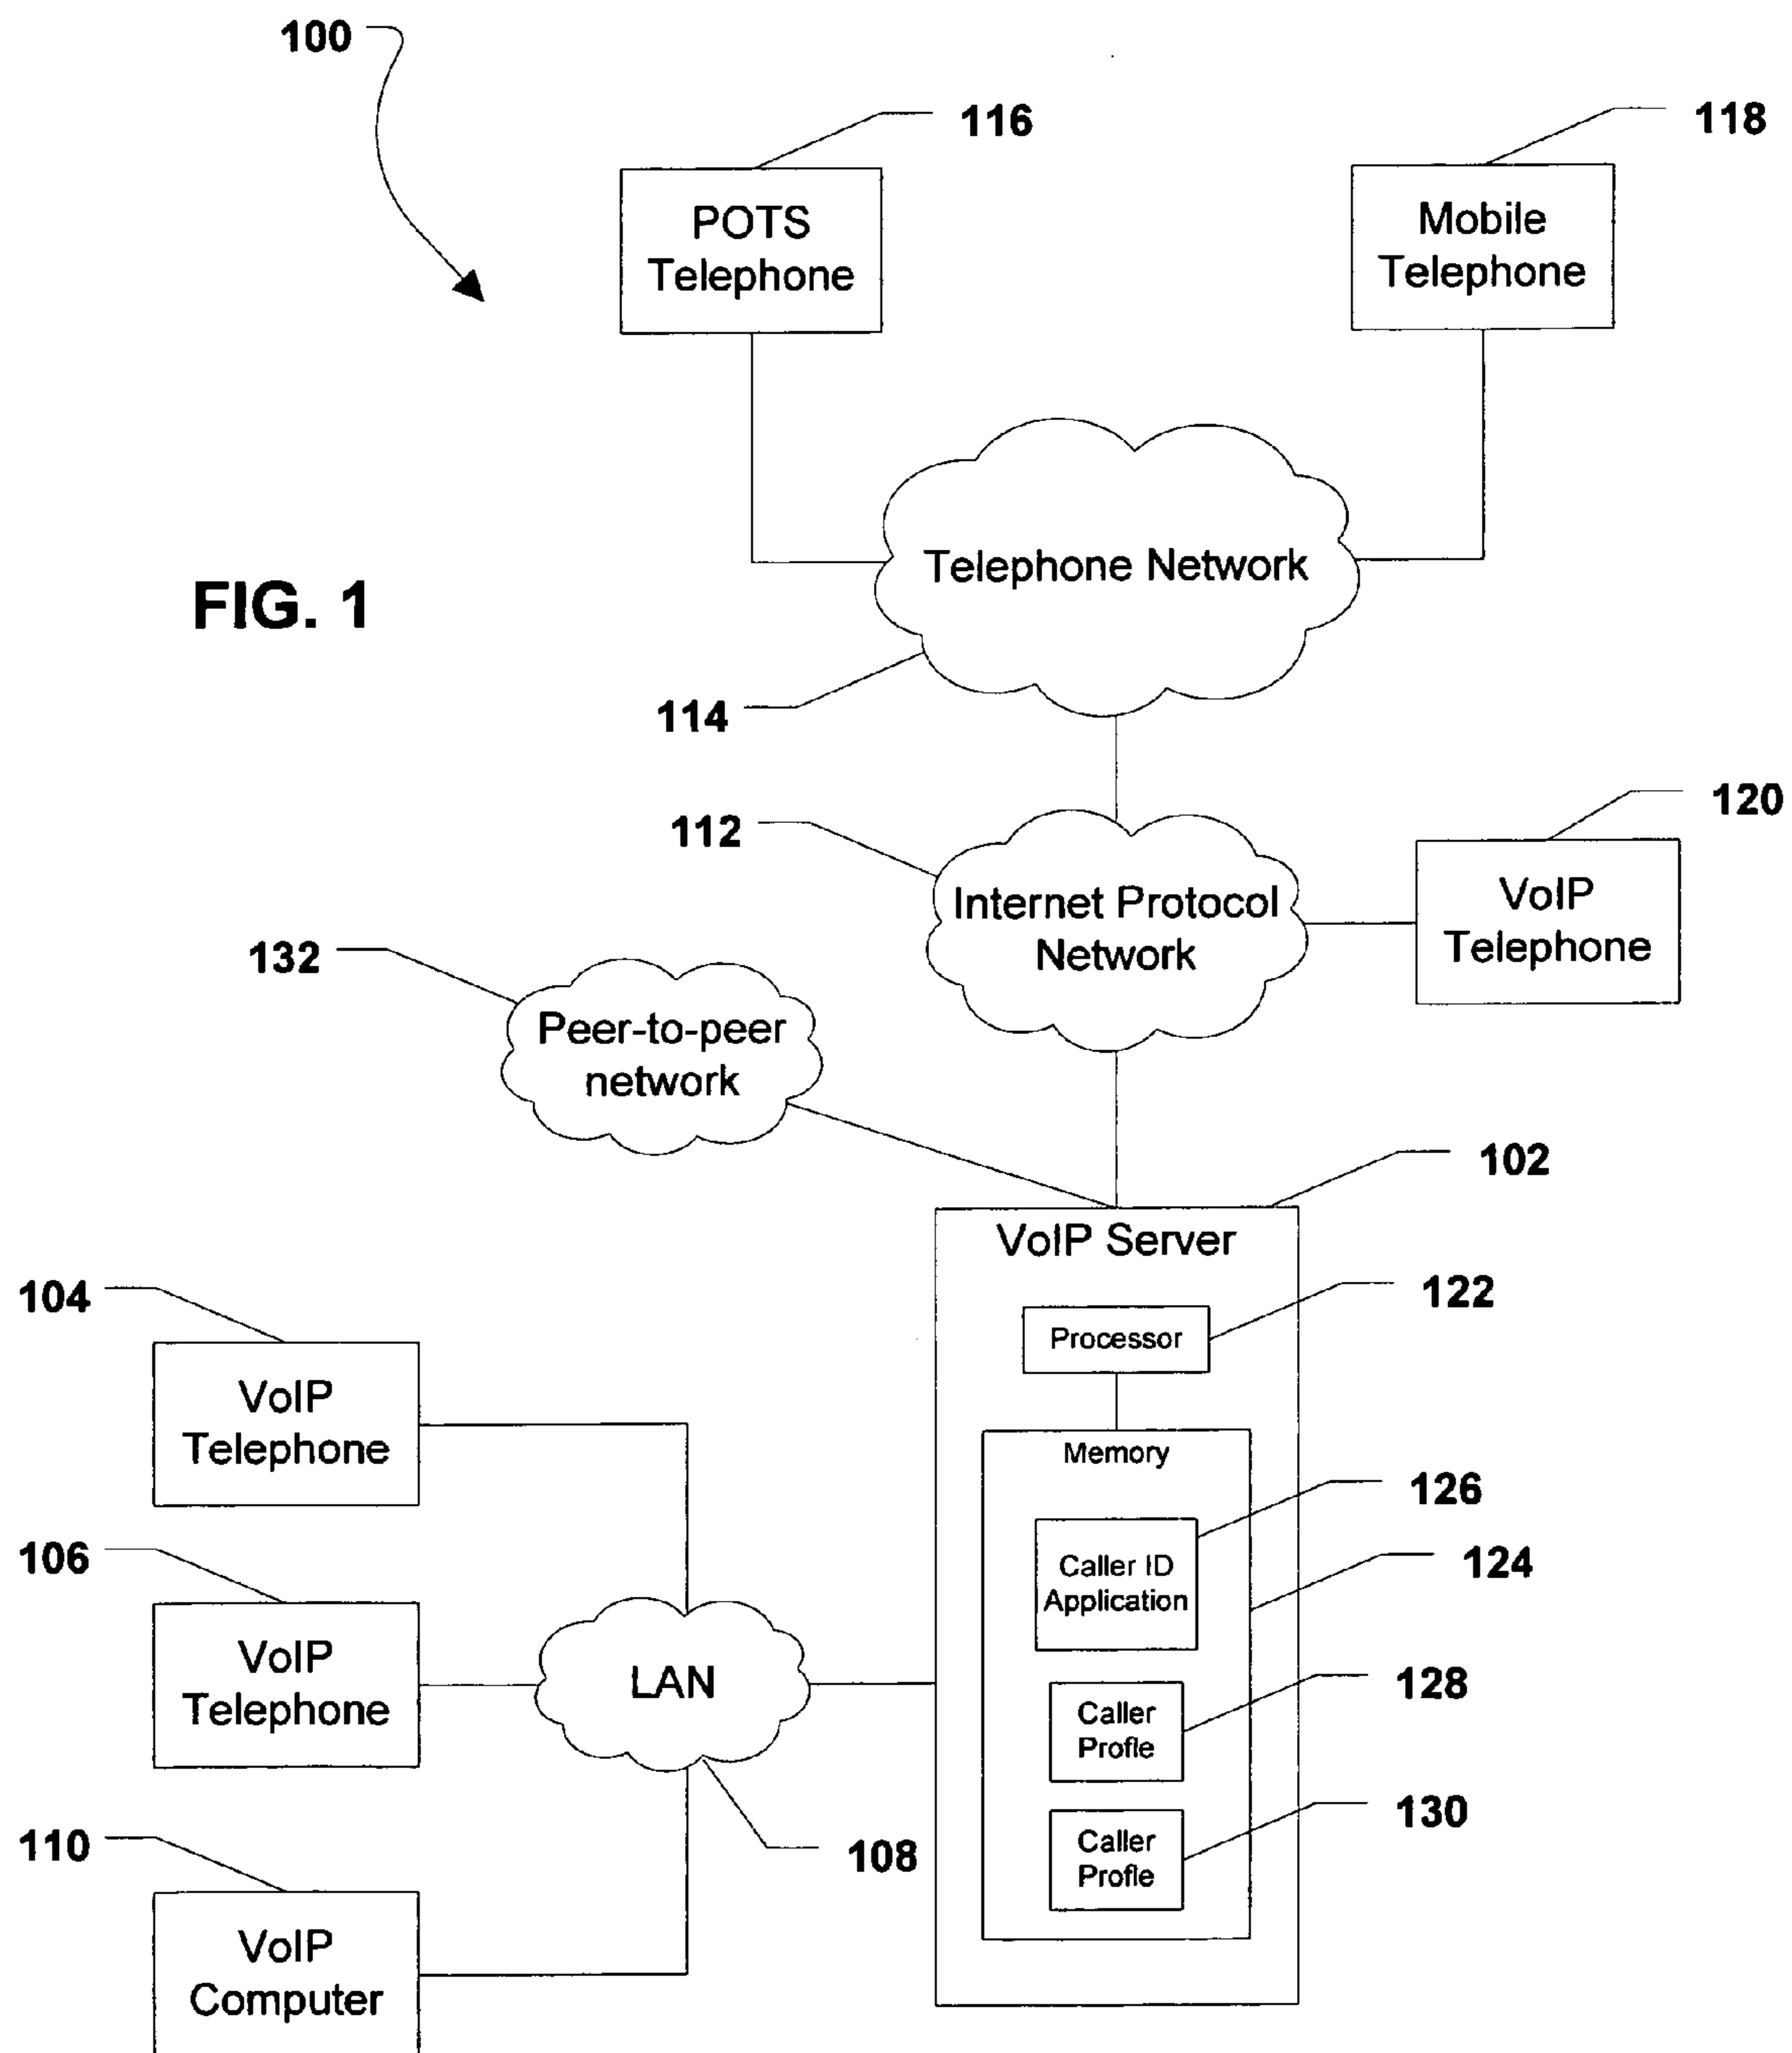 100
116
118
POTS
Telephone
Mobile
Telephone
Telephone Network
FIG. 1
114
112
120
Internet Protocol
Network
VoIP
Telephone
132
Peer-to-peer
network
102
VoIP Server
104
122
Processor
VoIP
Telephone
Memory
126
106
Caller ID
Application
124
VoIP
Telephone
LAN
128
Caller
Profle
110
108
130
Caller
Profle
VoIP
Computer